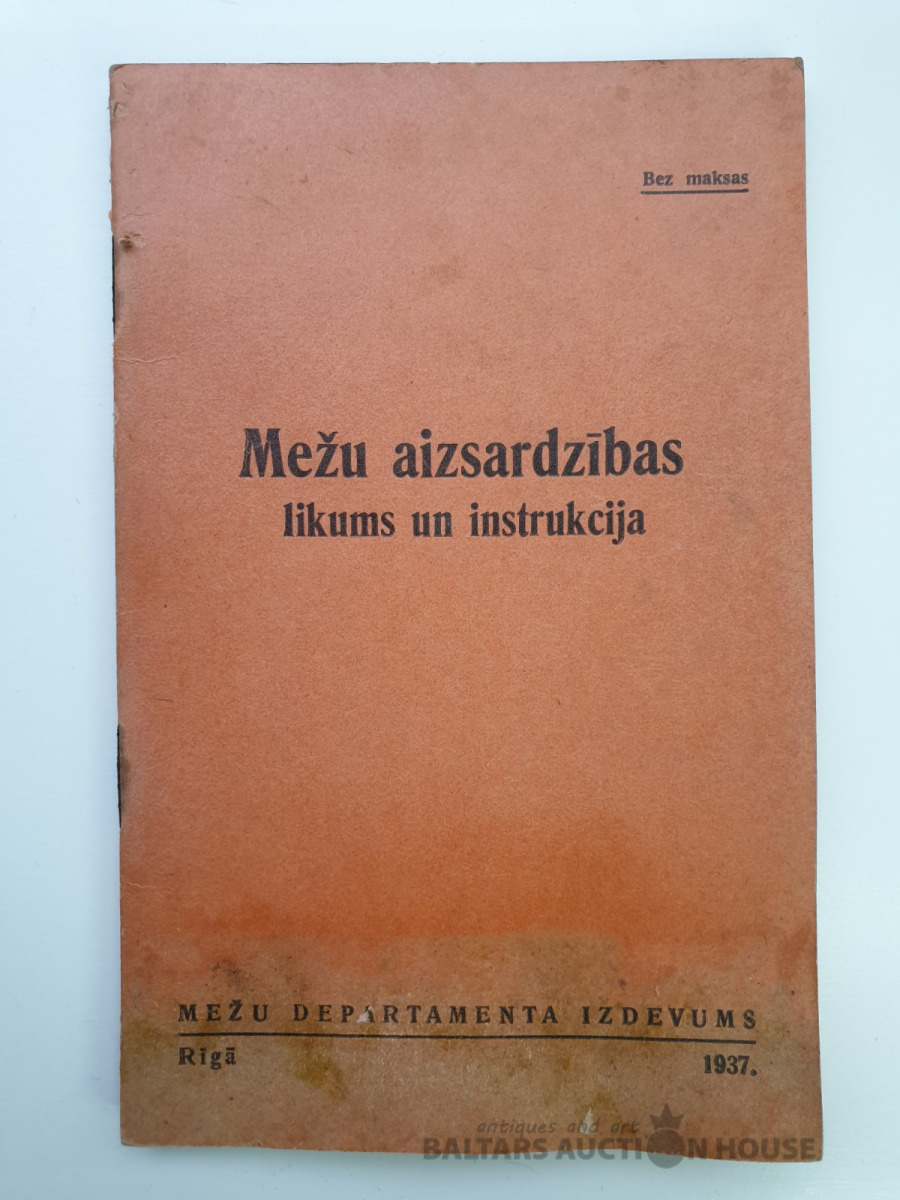 Bez maksas
Mežu aizsardzības
likums un instrukcija
MEŽU DEPARTAMENTA IZDEVUMS
Rīgā 1937.
antiques and art
BALTARS AUCTION HOUSE